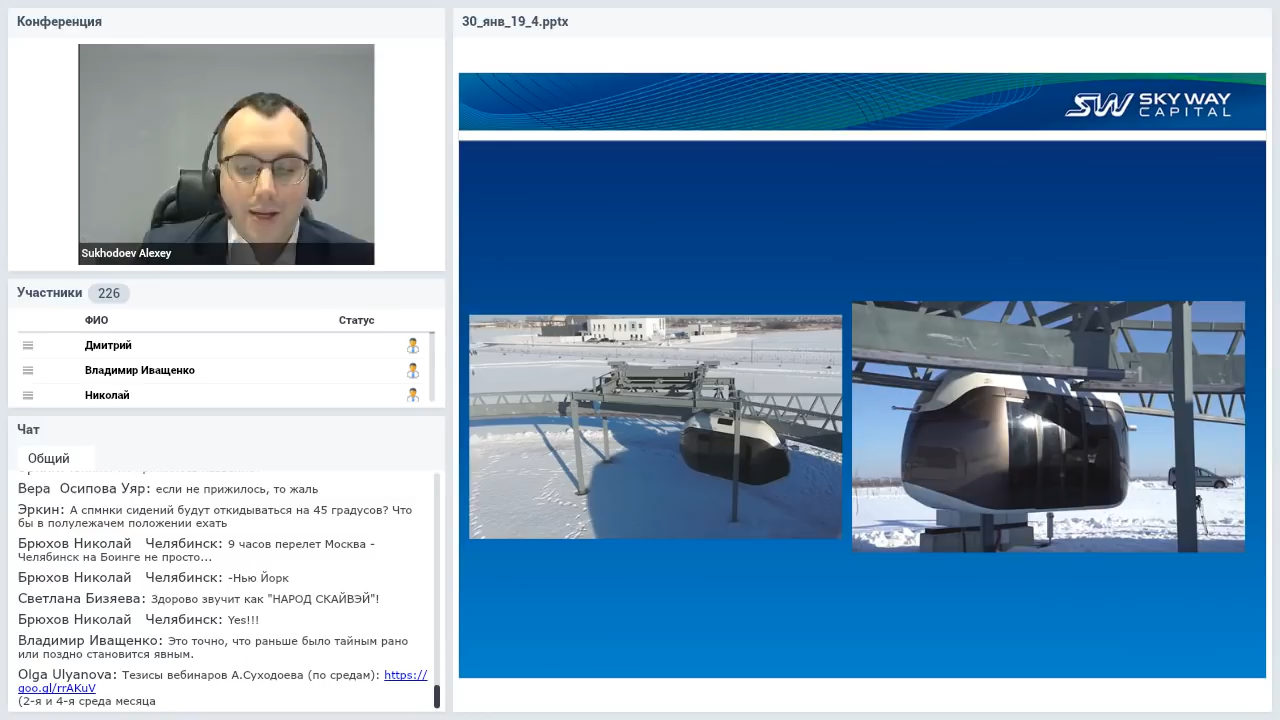 Конференция
Sukhodoev Alexey
Участники 226
ФИО Статус
Дмитрий
Владимир Иващенко
Николай
Чат
Общий
Вера Осипова Уяр: если не прижилось, то жаль
Эркин: А спмнки сидений будут откидываться на 45 градусов? Что
бы в полулежачем положении ехать
Брюхов Николай Челябинск: 9 часов перелет Москва -
Челябинск на Боинге не просто...
Брюхов Николай Челябинск: -Нью Йорк
Светлана Бизяева: Здорово звучит как "НАРОД СКАЙВЭЙ"!
Брюхов Николай Челябинск: Yes!!!
Владимир Иващенко: Это точно, что раньше было тайным рано
или поздно становится явным.
Olga Ulyanova: Тезисы вебинаров А.Суходоева (по средам): https://
goo.gl/rrAKuV
(2-я и 4-я среда месяца
30_янв_19_4.pptx
SW SKY WAY
CAPITAL